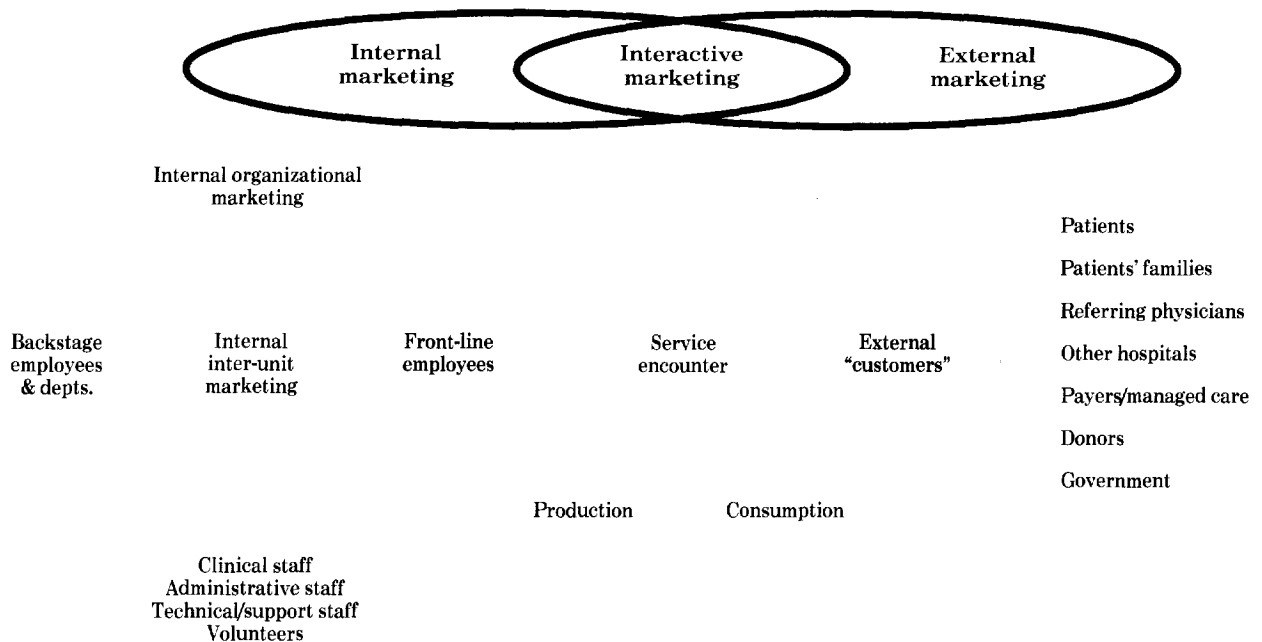 Internal
marketing
Interactive
marketing
External
marketing
Internal organizational
marketing
Backstage
employees
& depts.
Internal
inter-unit
marketing
Front-line
employees
Service
encounter
External
“customers”
Patients
Patients' families
Referring physicians
Other hospitals
Payers/managed care
Donors
Government
Production
Consumption
Clinical staff
Administrative staff
Technical/support staff
Volunteers